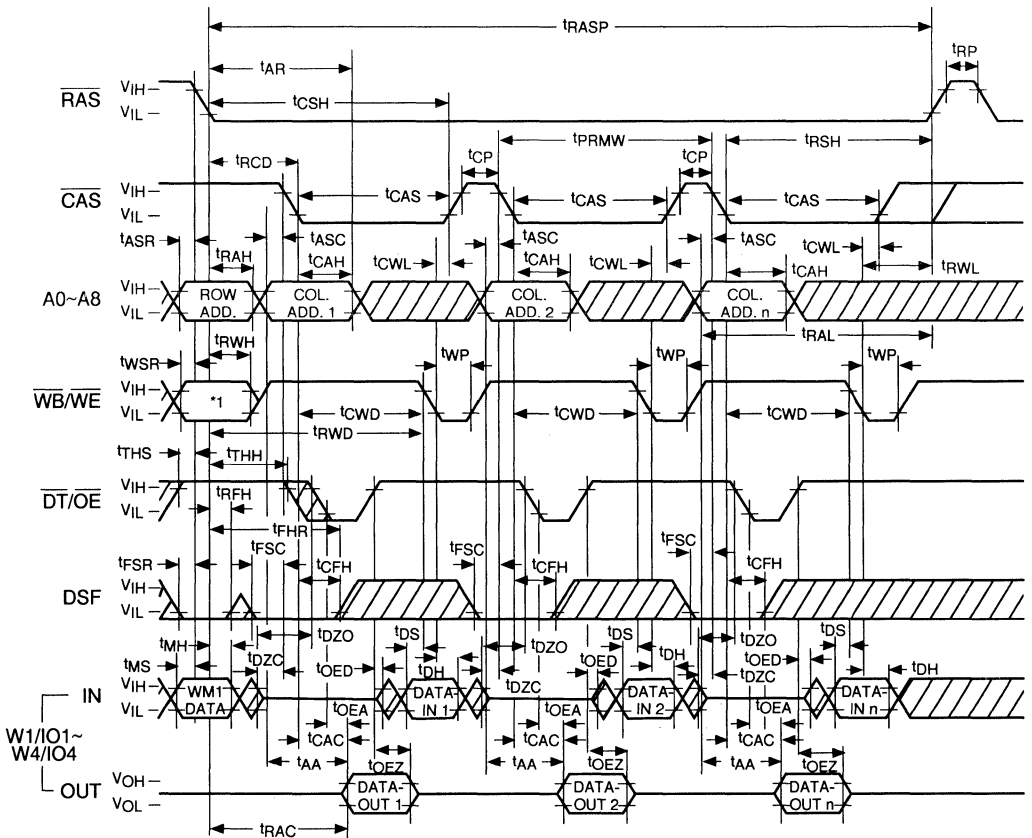 tRASP
tAR
tRP
RAS
VIH
VIL
tCSH
tPRMW
tRSH
tRCD
tCP
tCP
CAS
VIH
VIL
tCAS
tCAS
tCAS
tASR
tRAH
tASC
tCAH
tCWL
tASC
tCAH
tCWL
tASC
tCAH
tRWL
A0~A8
VIH
VIL
ROW ADD.
COL. ADD. 1
COL. ADD. 2
COL. ADD. n
tRWH
tRAL
tWSR
tWP
tWP
tWP
WB/WE
VIH
VIL
*1
tCWD
tCWD
tCWD
tRWD
tTHS
tTHH
DT/OE
VIH
VIL
tRFH
tFHR
tFSR
tFSC
tCFH
tFSC
tCFH
tFSC
tCFH
DSF
VIH
VIL
tMH
tDZO
tDS
tDZO
tDS
tDZO
tDS
tMS
tDZC
tOED
tDH
tDZC
tOED
tDH
tDZC
tOED
tDH
IN
VIH
VIL
WM1 DATA
DATA IN 1
DATA IN 2
DATA IN n
tOEA
tOEA
tOEA
W1/IO1~
W4/IO4
tCAC
tCAC
tCAC
tAA
tOEZ
tAA
tOEZ
tAA
tOEZ
OUT
VOH
VOL
DATA-OUT 1
DATA-OUT 2
DATA-OUT n
tRAC